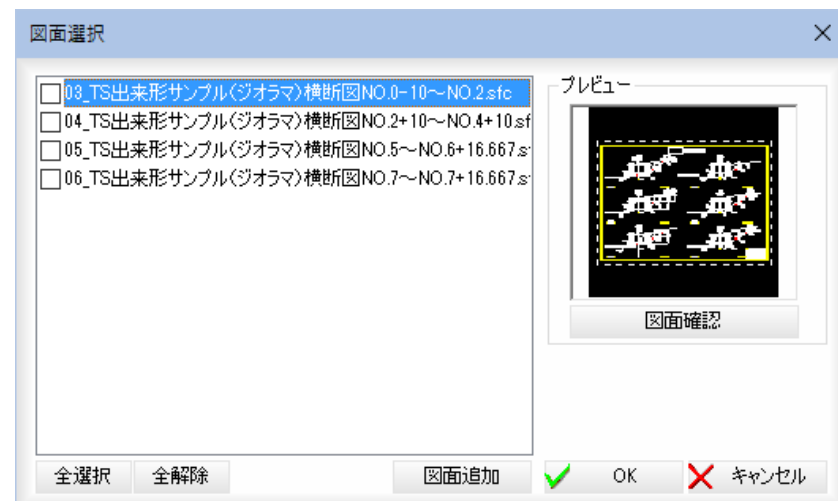 図面選択
03_TS出来形サンプル(ジオラマ)横断図NO.0-10～NO.2.sfc
04_TS出来形サンプル(ジオラマ)横断図NO.2+10～NO.4+10.sf
05_TS出来形サンプル(ジオラマ)横断図NO.5～NO.6+16.667.s
06_TS出来形サンプル(ジオラマ)横断図NO.7～NO.7+16.667.s
プレビュー
図面確認
全選択 全解除 図面追加 OK キャンセル